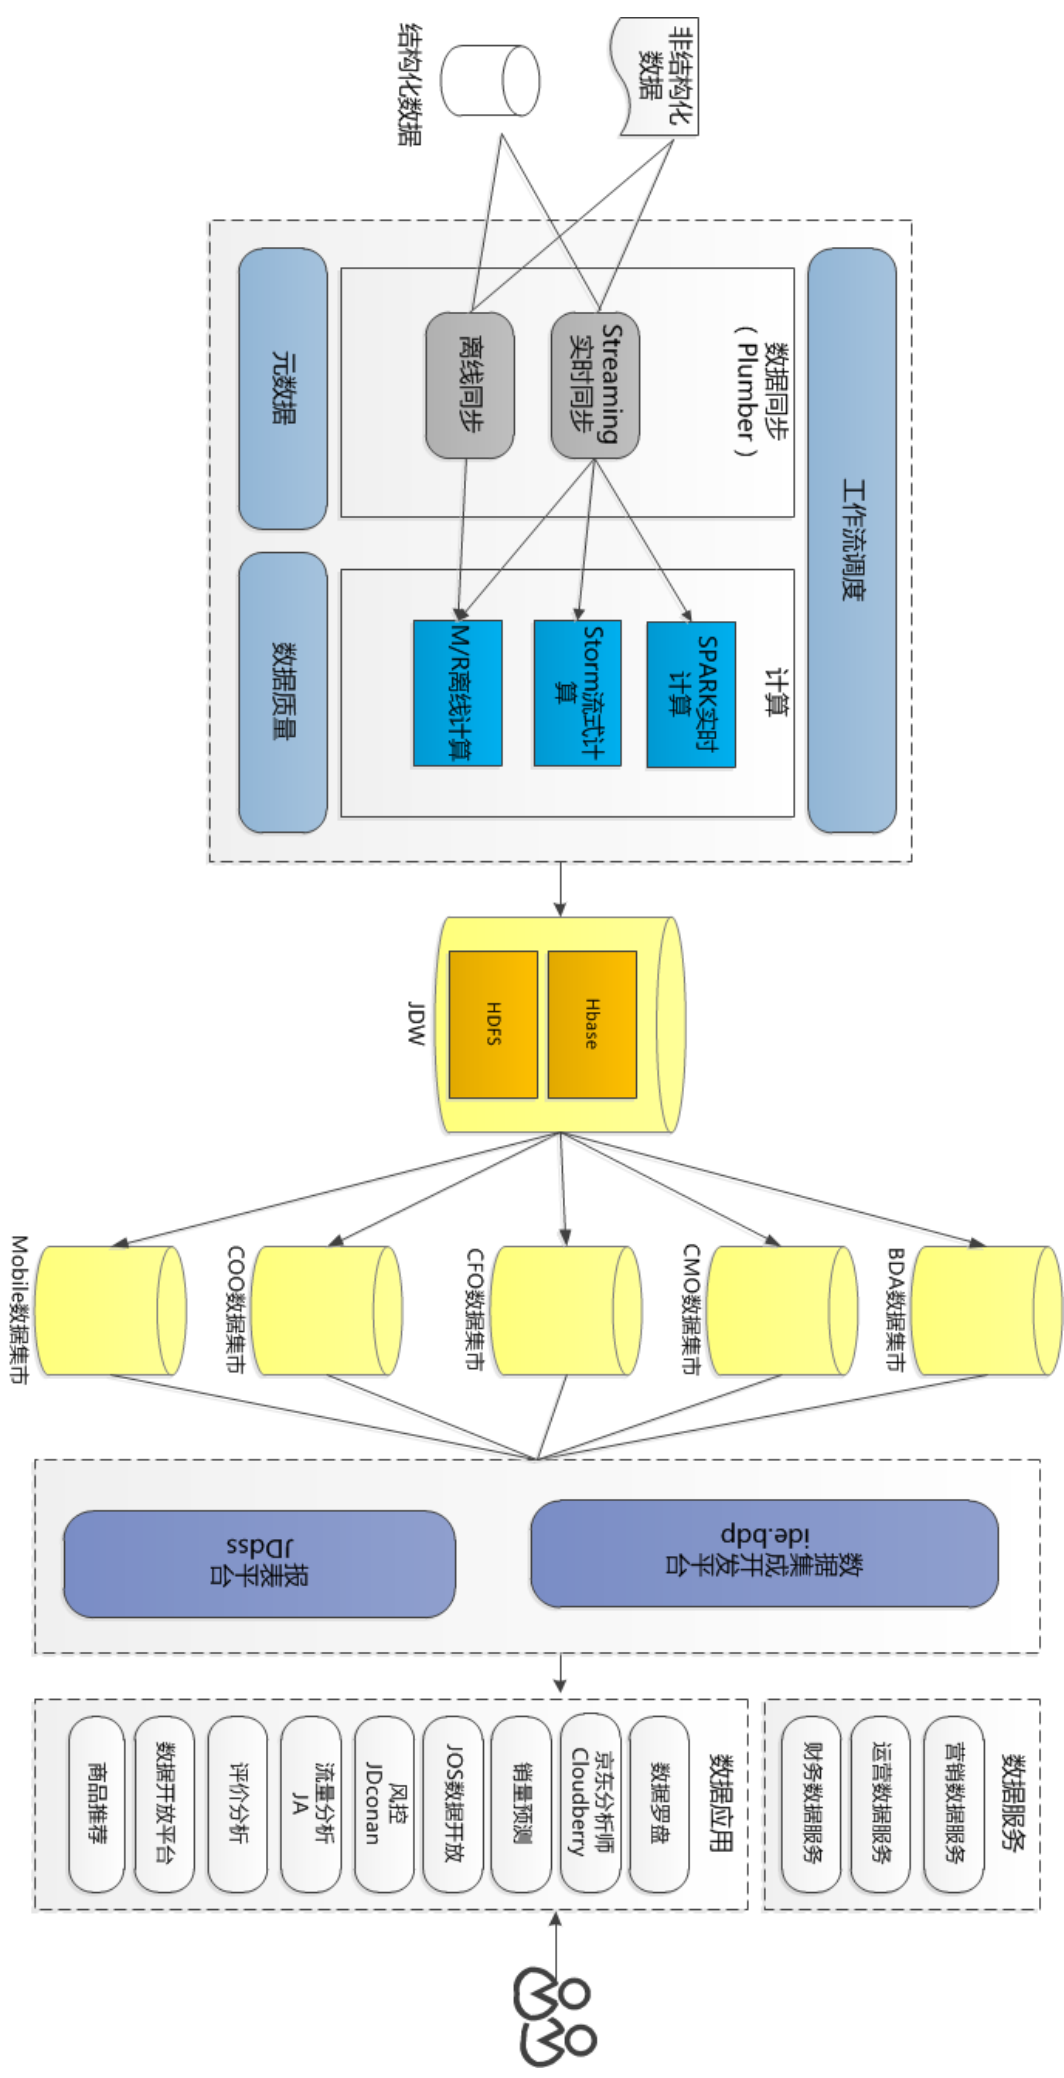 非结构化
数据
结构化数据
工作流调度
数据同步
（Plumber）
Streaming
实时同步
离线同步
元数据
计算
SPARK实时
计算
Storm流式计
算
M/R离线计算
数据质量
Hbase
HDFS
JDW
BDA数据集市
CMO数据集市
CFO数据集市
COO数据集市
Mobile数据集市
ide.bdp
数据集成开发平台
JDdss
报表平台
数据服务
营销数据服务
运营数据服务
财务数据服务
数据应用
数据罗盘
京东分析师
Cloudberry
销量预测
JOS数据开放
风控
JDconan
流量分析
JA
评价分析
数据开放平台
商品推荐